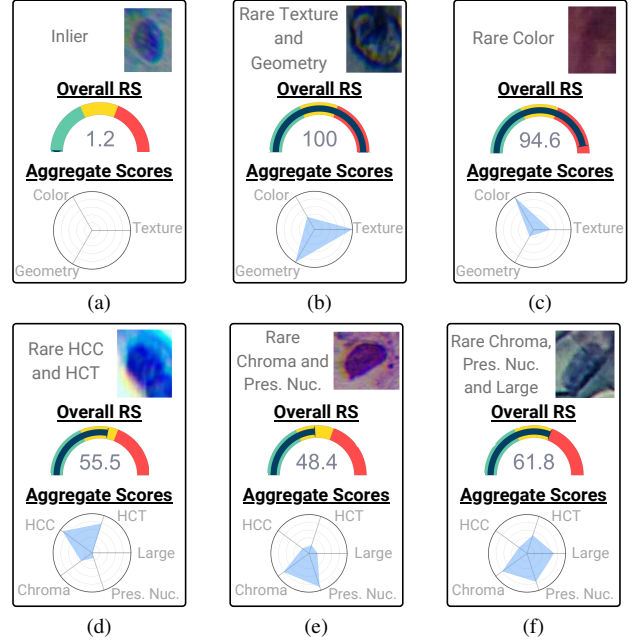 Inlier
Overall RS
1.2
Aggregate Scores
Color
Texture
Geometry
(a)
Rare Texture
and
Geometry
Overall RS
100
Aggregate Scores
Color
Texture
Geometry
(b)
Rare Color
Overall RS
94.6
Aggregate Scores
Color
Texture
Geometry
(c)
Rare HCC
and HCT
Overall RS
55.5
Aggregate Scores
HCC
HCT
Large
Chroma
Pres. Nuc.
(d)
Rare
Chroma and
Pres. Nuc.
Overall RS
48.4
Aggregate Scores
HCC
HCT
Large
Chroma
Pres. Nuc.
(e)
Rare Chroma,
Pres. Nuc.
and Large
Overall RS
61.8
Aggregate Scores
HCC
HCT
Large
Chroma
Pres. Nuc.
(f)